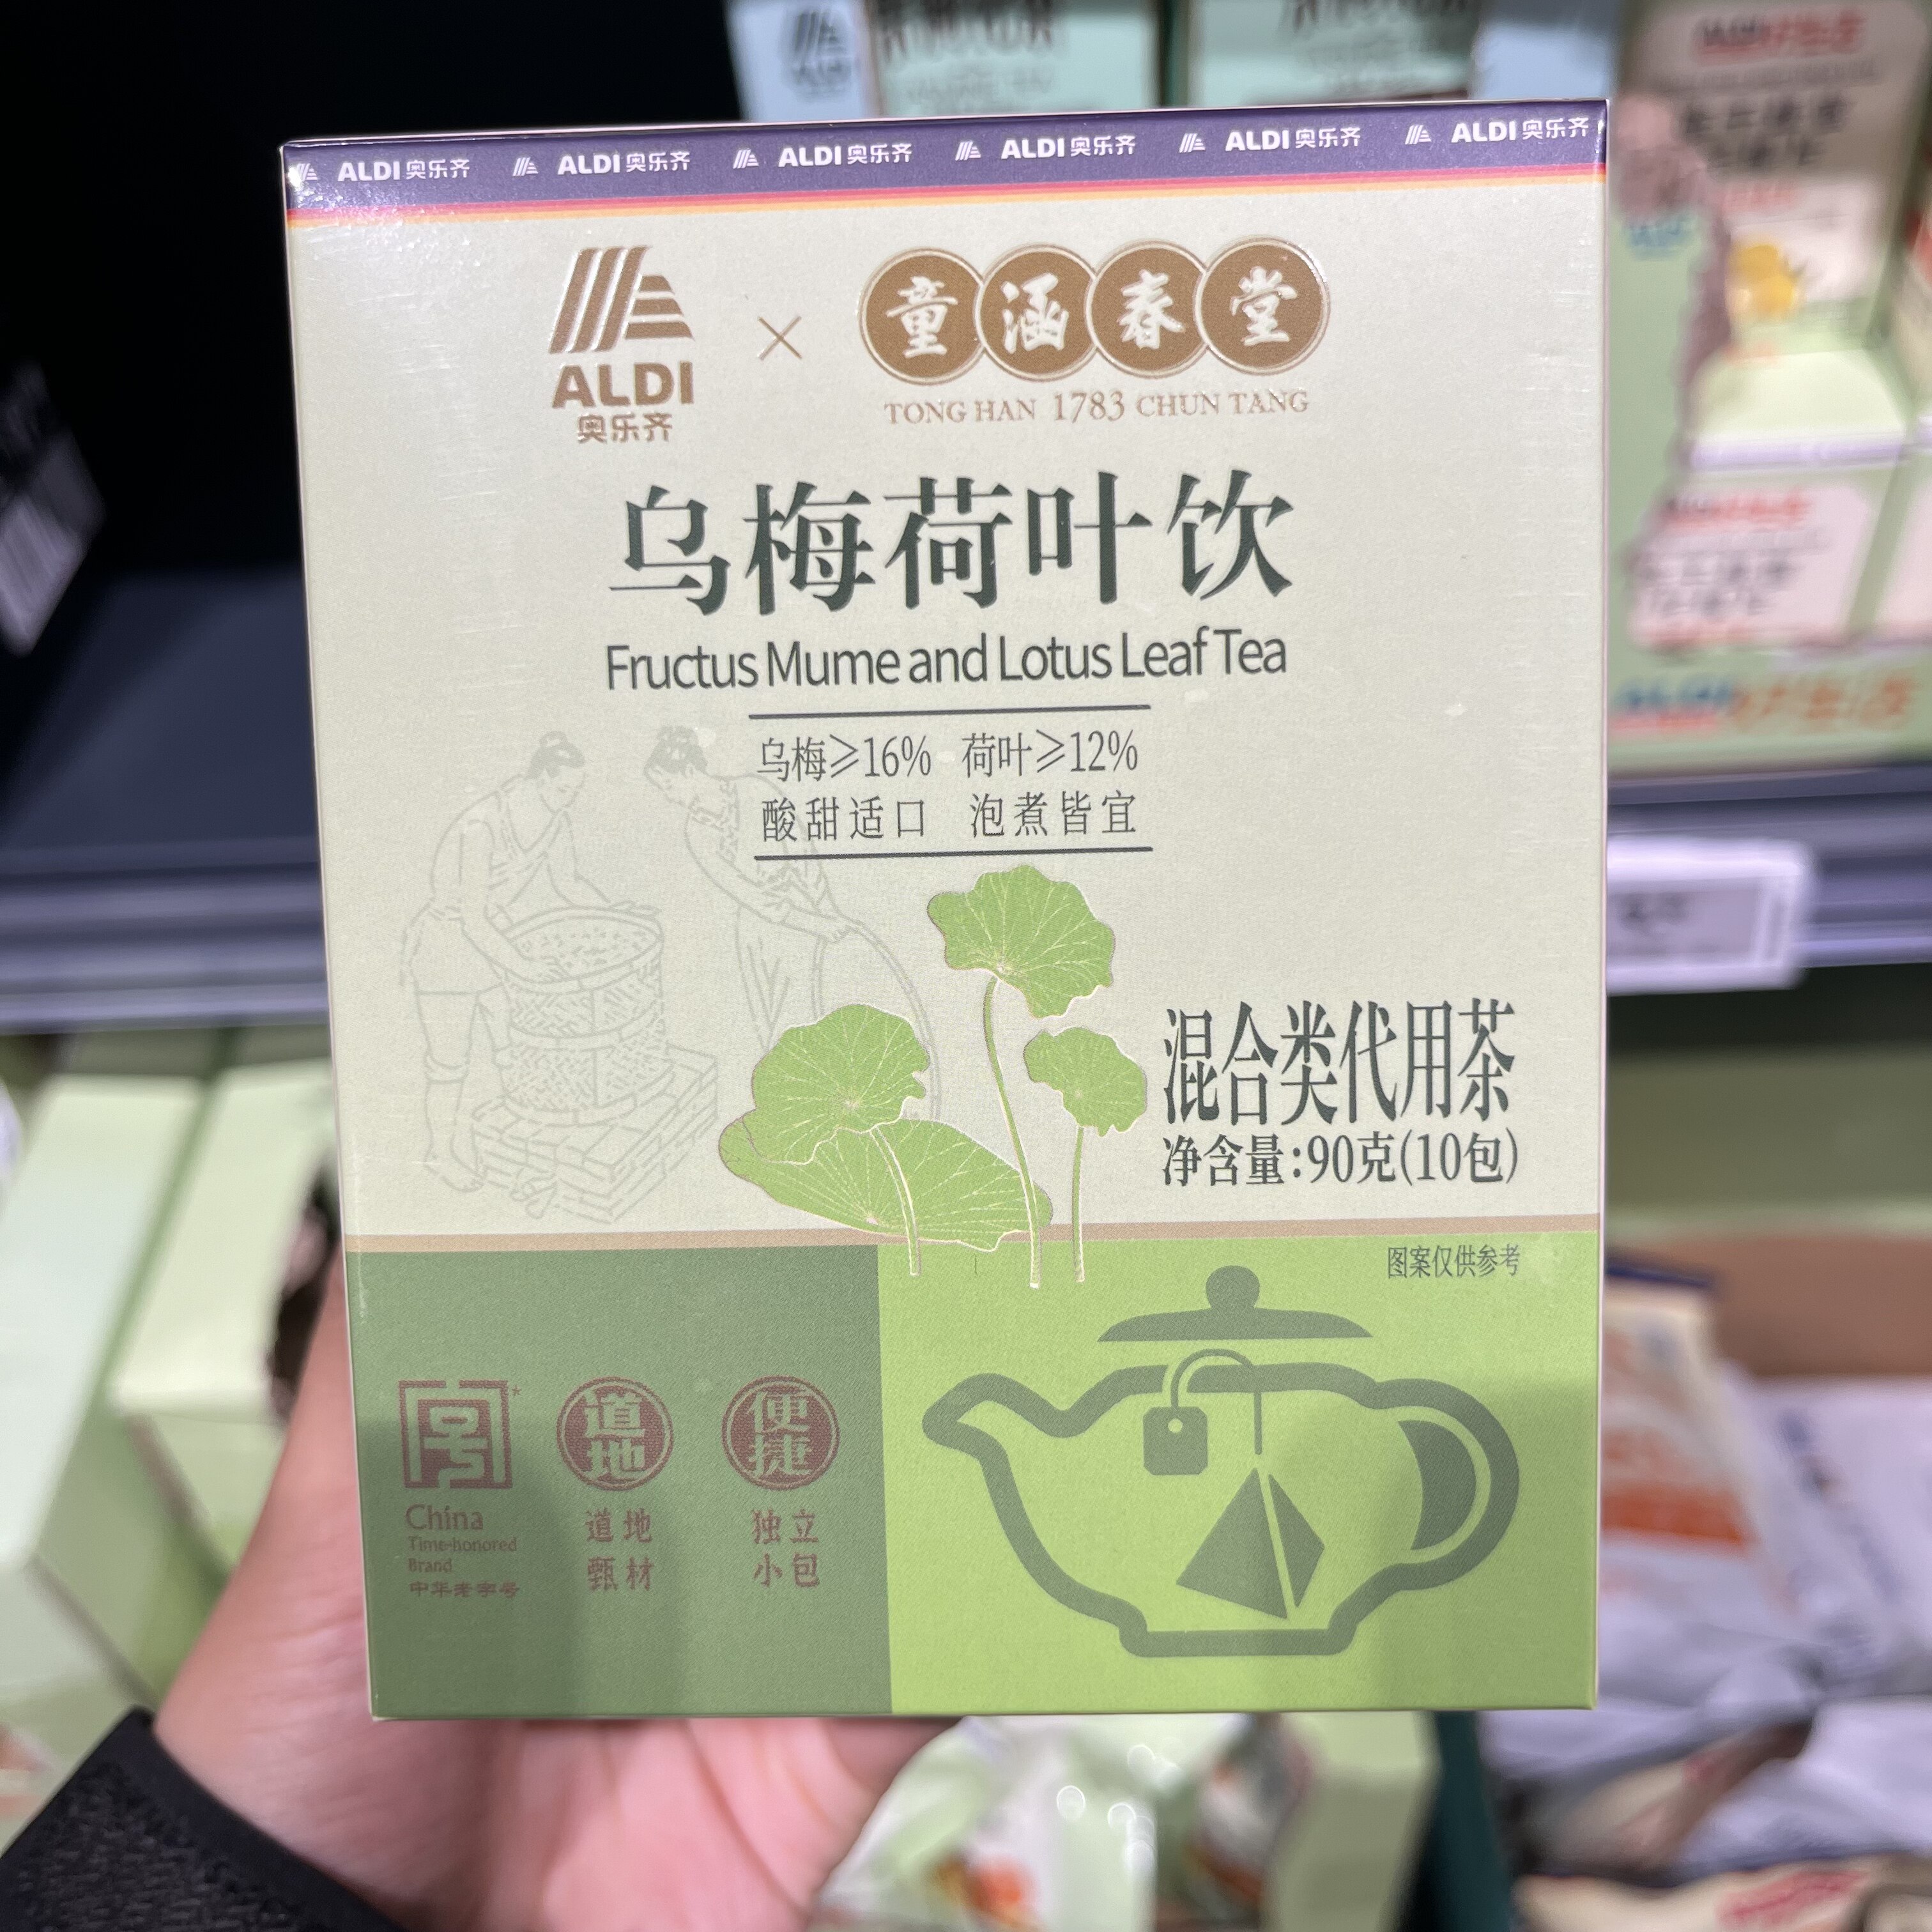 ALDI奥乐齐 ALDI奥乐齐 ALDI奥乐齐 ALDI奥乐齐 ALDI奥乐齐 ALDI奥乐齐
ALDI
奥乐齐
×
童涵春堂
TONG HAN 1783 CHUN TANG
乌梅荷叶饮
Fructus Mume and Lotus Leaf Tea
乌梅≥16% 荷叶≥12%
酸甜适口 泡煮皆宜
混合类代用茶
净含量:90克(10包)
图案仅供参考
China
Time-honored
Brand
中华老字号
道地
道地
甄材
便捷
独立
小包
ALDI